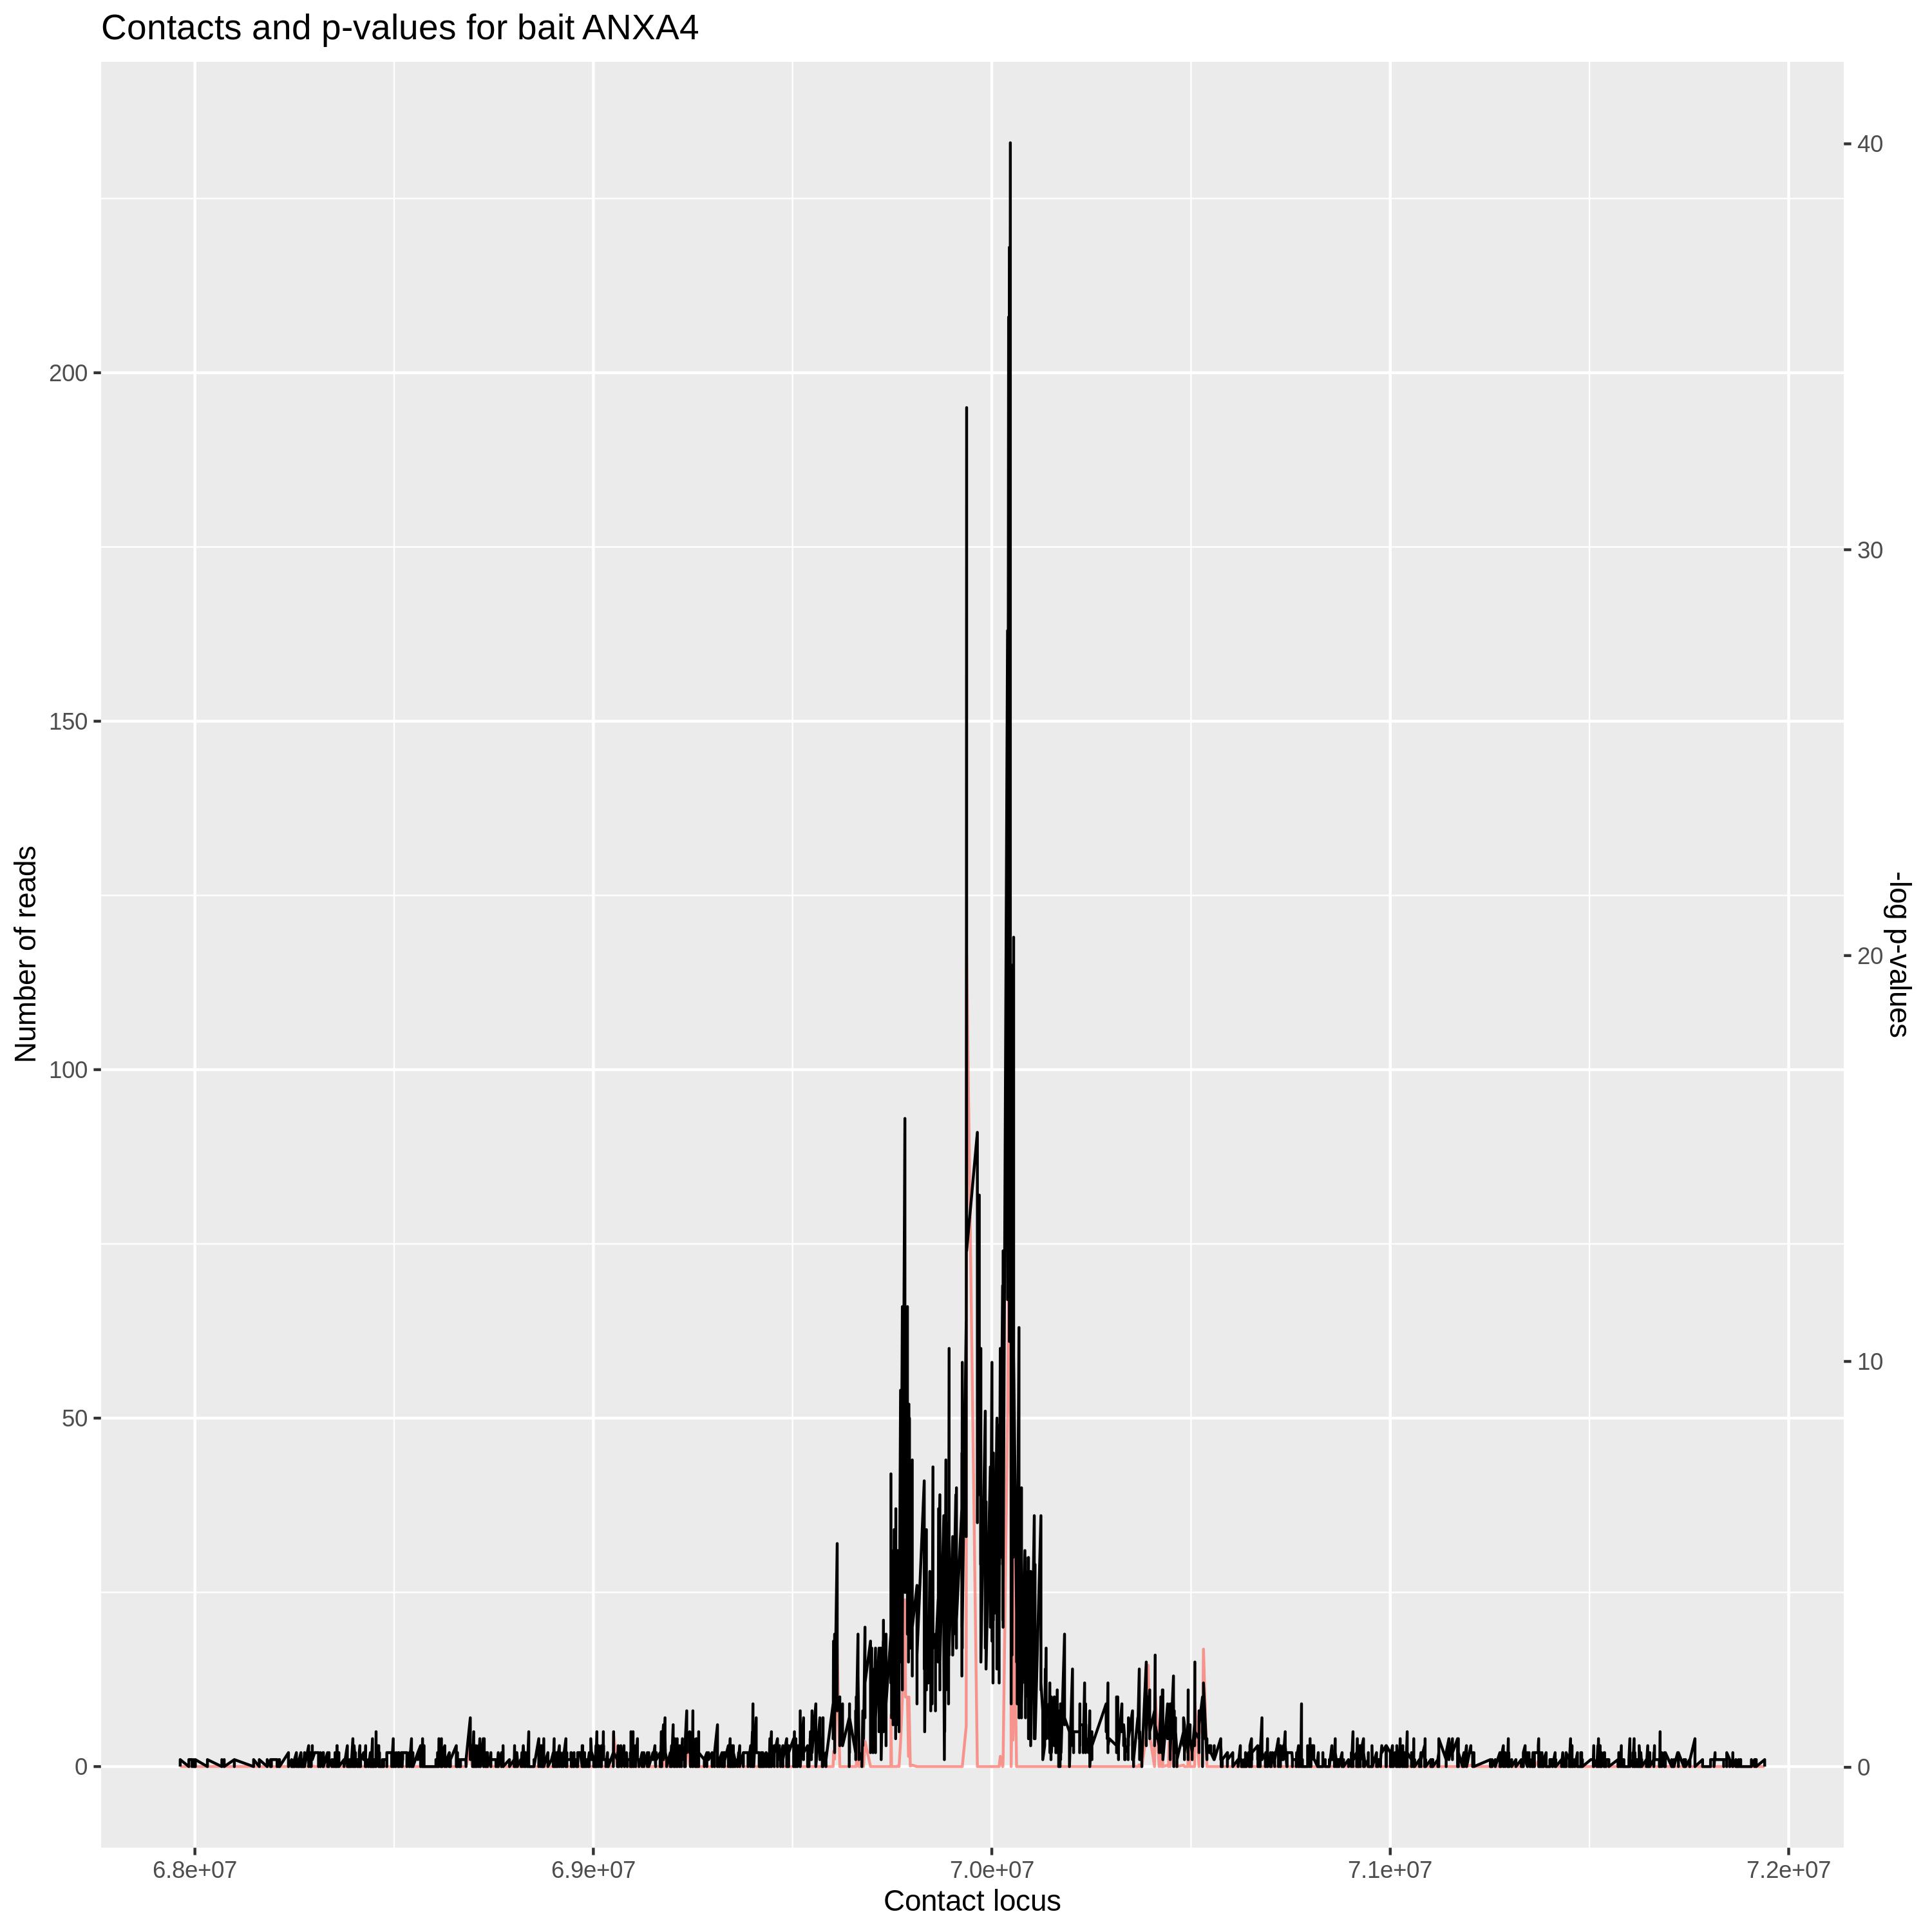 Contacts and p-values for bait ANXA4
Number of reads
200
150
100
50
0
40
30
20
10
0
-log p-values
6.8e+07 6.9e+07 7.0e+07 7.1e+07 7.2e+07
Contact locus